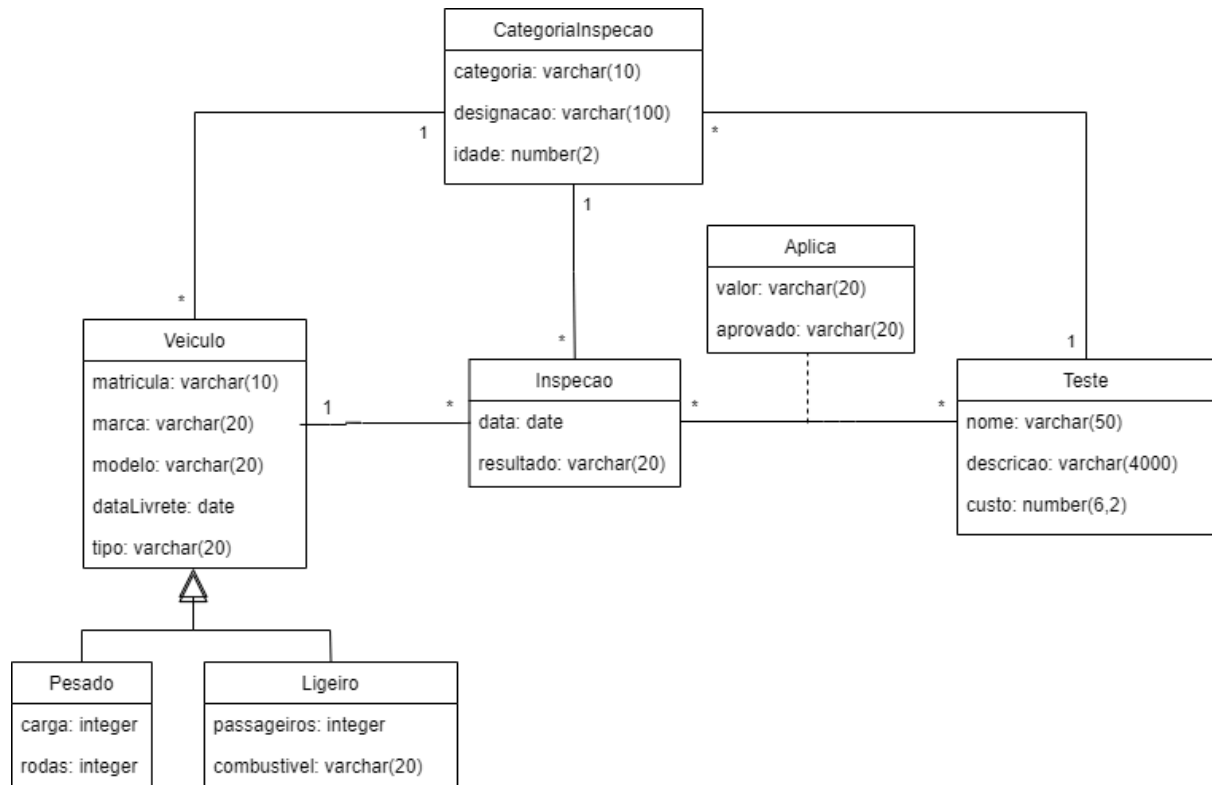 CategoriaInspecao
categoria: varchar(10)
designacao: varchar(100)
idade: number(2)
1
*
1
*
Aplica
valor: varchar(20)
aprovado: varchar(20)
*
1
Veiculo
matricula: varchar(10)
marca: varchar(20)
modelo: varchar(20)
dataLivrete: date
tipo: varchar(20)
1
*
Inspecao
data: date
resultado: varchar(20)
*
*
Teste
nome: varchar(50)
descricao: varchar(4000)
custo: number(6,2)
Pesado
carga: integer
rodas: integer
Ligeiro
passageiros: integer
combustivel: varchar(20)